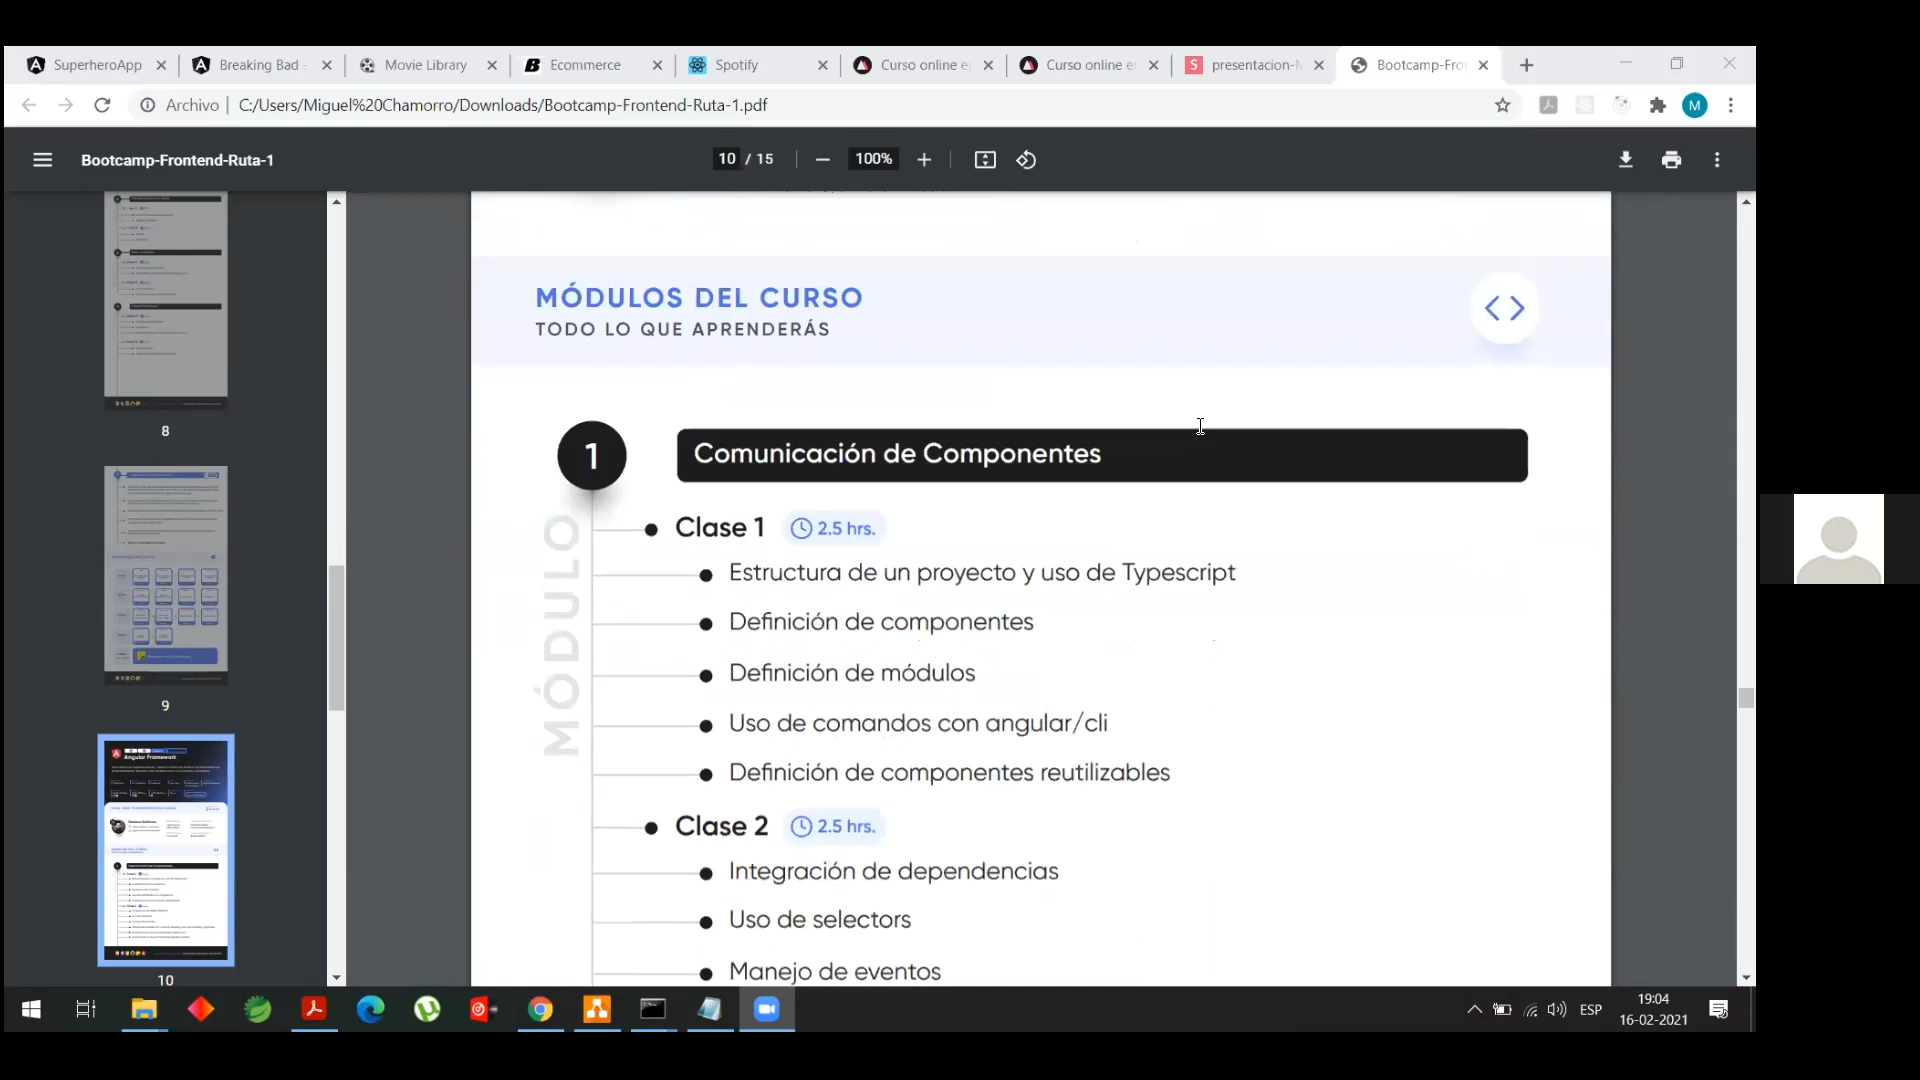 SuperheroApp
Breaking Bad
Movie Library
Ecommerce
Spotify
Curso online e
Curso online e
presentacion-
Bootcamp-Fro
Archivo
C:/Users/Miguel%20Chamorro/Downloads/Bootcamp-Frontend-Ruta-1.pdf
M
Bootcamp-Frontend-Ruta-1
10 / 15
100%
8
9
Angular Framework
10
MÓDULOS DEL CURSO
TODO LO QUE APRENDERÁS
1
Comunicación de Componentes
MÓDULO
Clase 1
2.5 hrs.
Estructura de un proyecto y uso de Typescript
Definición de componentes
Definición de módulos
Uso de comandos con angular/cli
Definición de componentes reutilizables
Clase 2
2.5 hrs.
Integración de dependencias
Uso de selectors
Manejo de eventos
ESP
19:04
16-02-2021